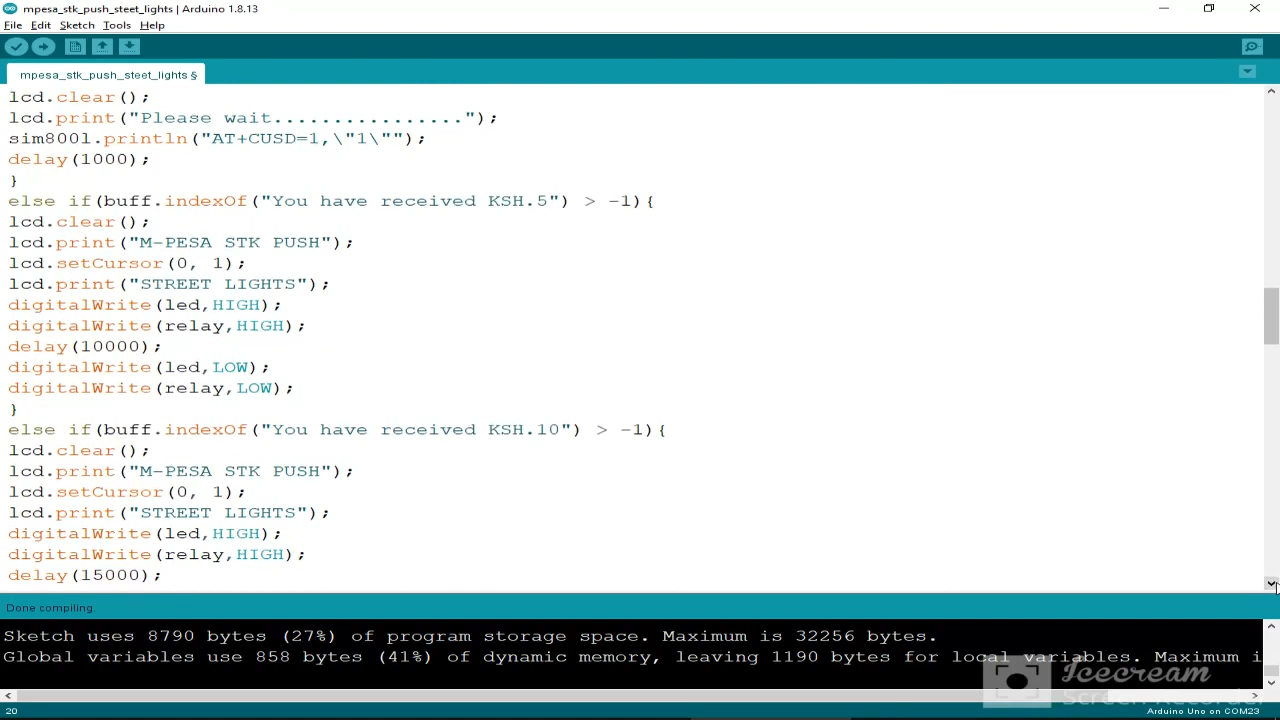 mpesa_stk_push_steet_lights | Arduino 1.8.13
File Edit Sketch Tools Help
mpesa_stk_push_steet_lights §
lcd.clear();
lcd.print("Please wait................");
sim800l.println("AT+CUSD=1,\"1\"");
delay(1000);
}
else if(buff.indexOf("You have received KSH.5") > -1){
lcd.clear();
lcd.print("M-PESA STK PUSH");
lcd.setCursor(0, 1);
lcd.print("STREET LIGHTS");
digitalWrite(led,HIGH);
digitalWrite(relay,HIGH);
delay(10000);
digitalWrite(led,LOW);
digitalWrite(relay,LOW);
}
else if(buff.indexOf("You have received KSH.10") > -1){
lcd.clear();
lcd.print("M-PESA STK PUSH");
lcd.setCursor(0, 1);
lcd.print("STREET LIGHTS");
digitalWrite(led,HIGH);
digitalWrite(relay,HIGH);
delay(15000);
Done compiling.
Sketch uses 8790 bytes (27%) of program storage space. Maximum is 32256 bytes.
Global variables use 858 bytes (41%) of dynamic memory, leaving 1190 bytes for local variables. Maximum i
Icecream
Screen Recorder
20
Arduino Uno on COM23